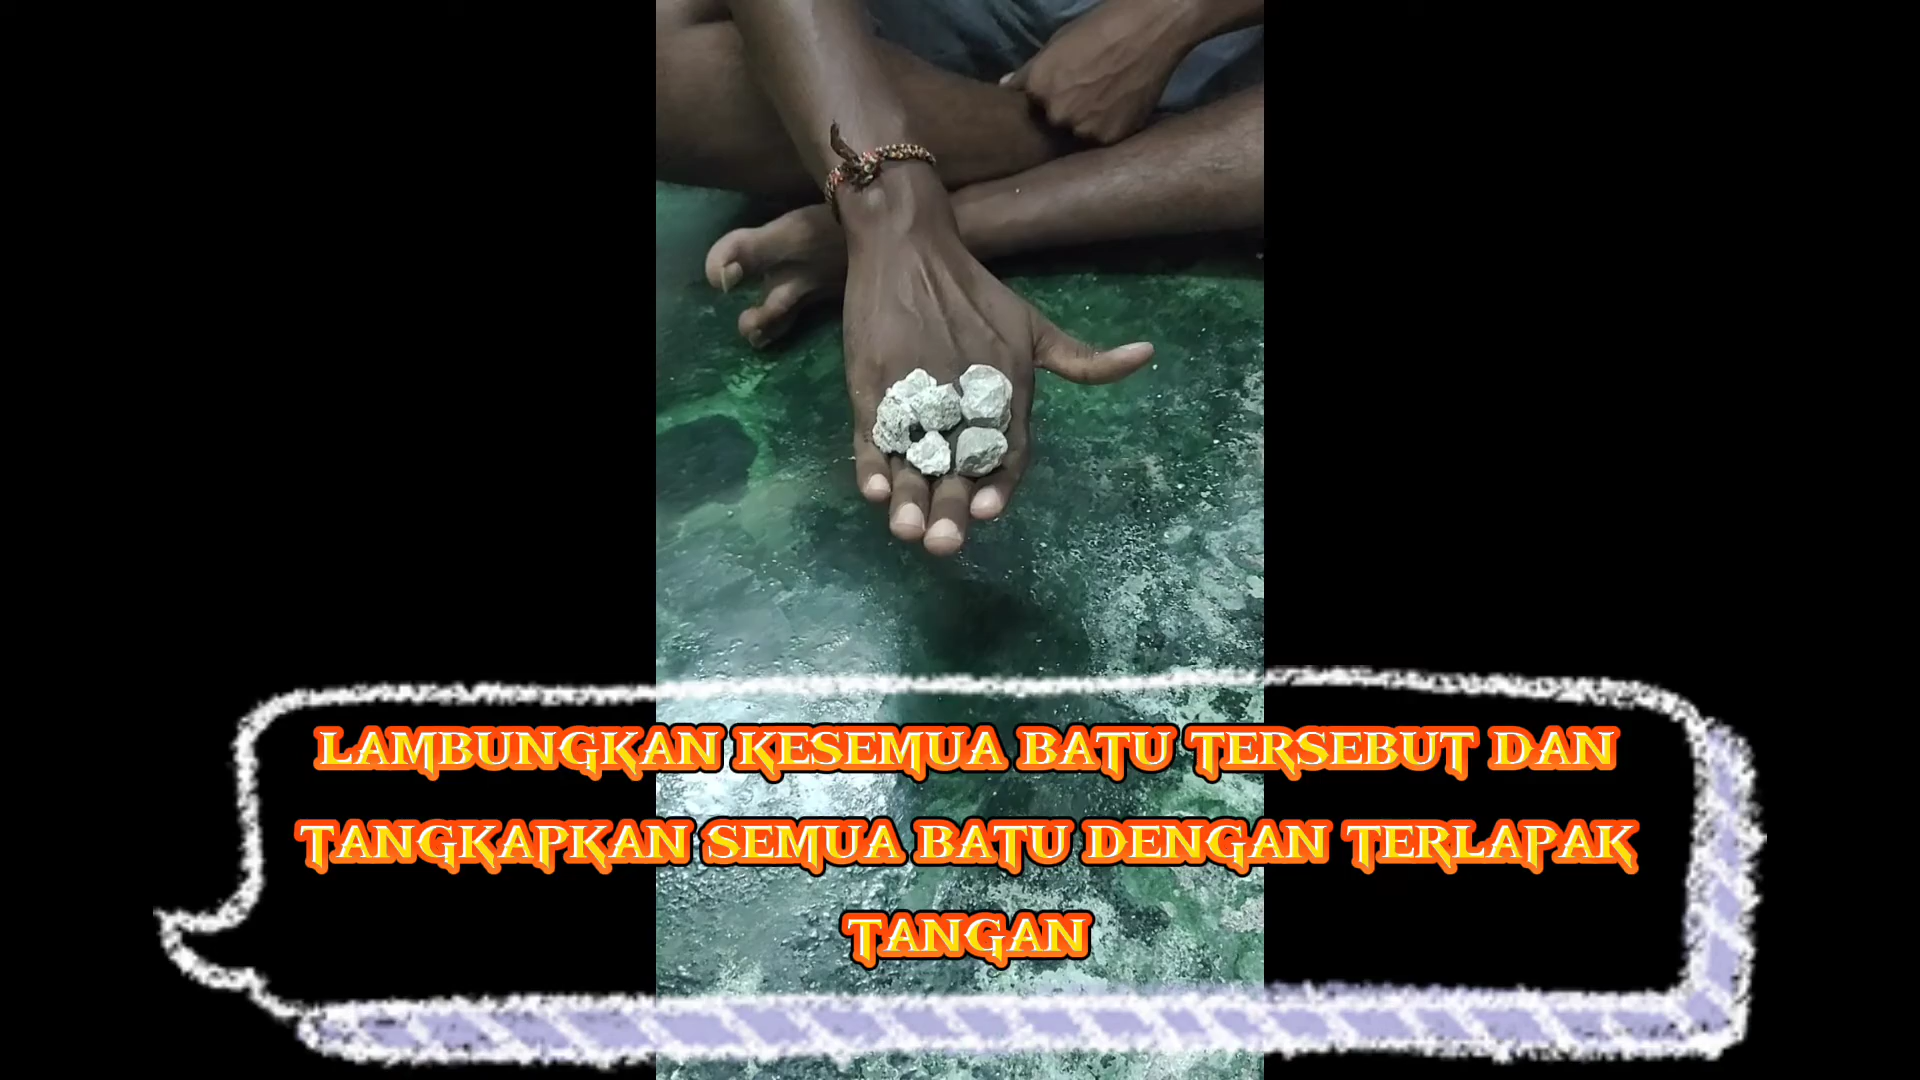 LAMBUNGKAN KESEMUA BATU TERSEBUT DAN
TANGKAPKAN SEMUA BATU DENGAN TERLAPAK
TANGAN